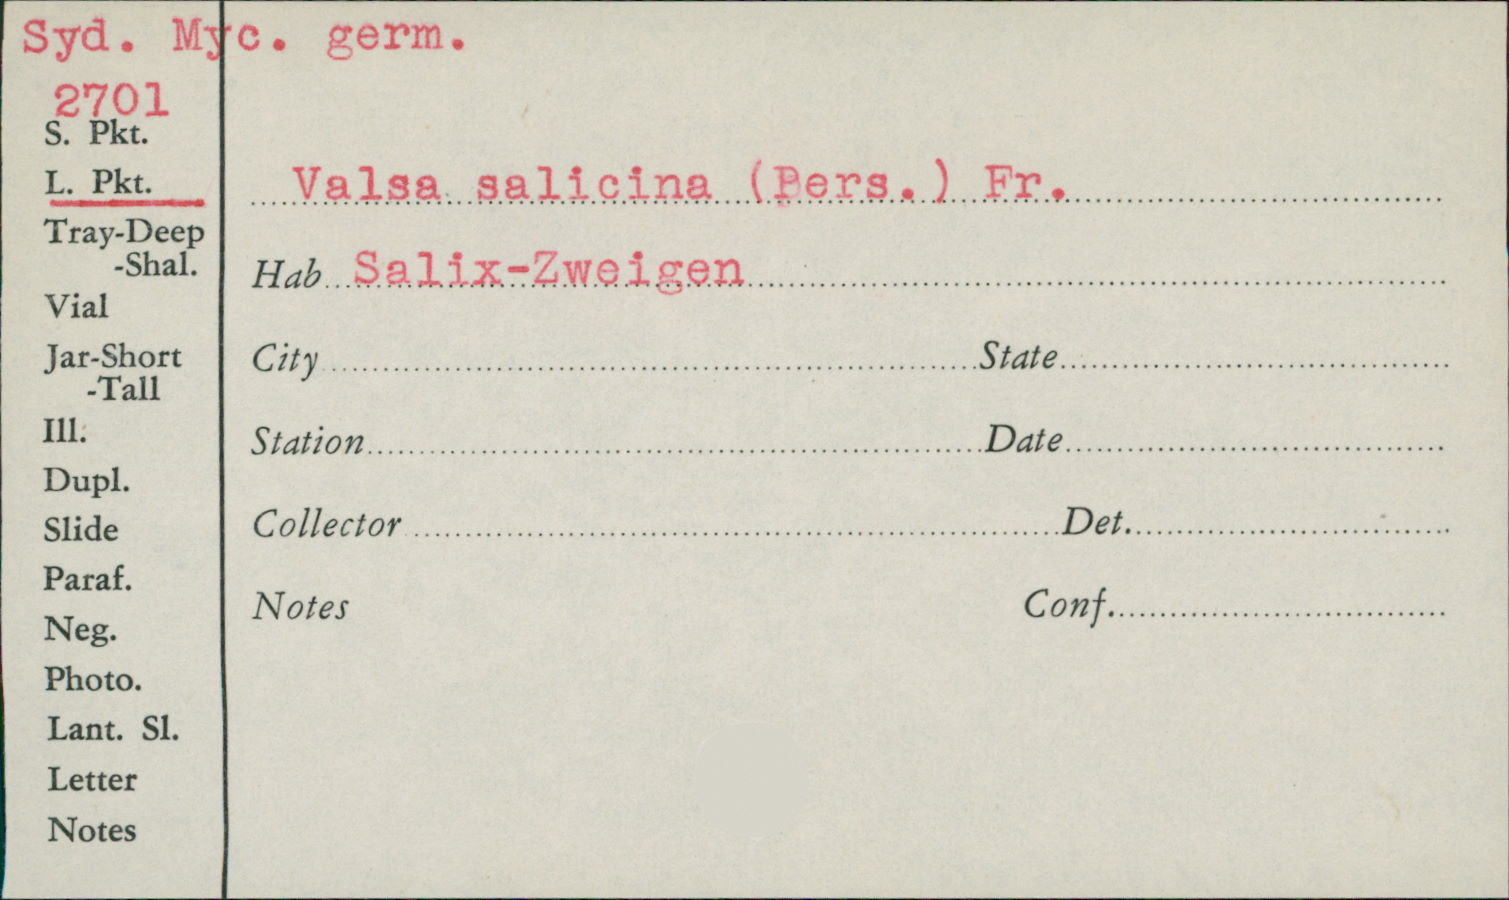 Syd. Myc. germ.
2701
S. Pkt.
L. Pkt.
Tray-Deep
-Shal.
Vial
Jar-Short
-Tall
Ill.
Dupl.
Slide
Paraf.
Neg.
Photo.
Lant. Sl.
Letter
Notes
Valsa salicina (Pers.) Fr.
Hab Salix-Zweigen
City State
Station Date
Collector Det.
Notes Conf.